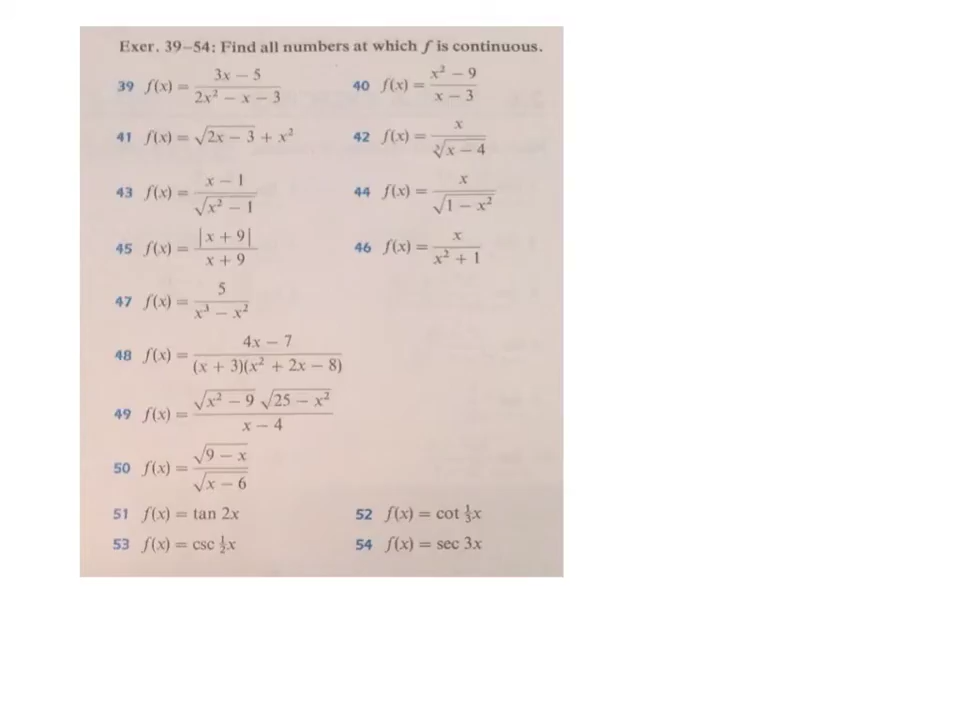 Exer. 39–54: Find all numbers at which f is continuous.
39 f(x) = (3x − 5)/(2x² − x − 3)
40 f(x) = (x² − 9)/(x − 3)
41 f(x) = √(2x − 3) + x²
42 f(x) = x/∛(x − 4)
43 f(x) = (x − 1)/√(x² − 1)
44 f(x) = x/√(1 − x²)
45 f(x) = |x + 9|/(x + 9)
46 f(x) = x/(x² + 1)
47 f(x) = 5/(x³ − x²)
48 f(x) = (4x − 7)/((x + 3)(x² + 2x − 8))
49 f(x) = (√(x² − 9) √(25 − x²))/(x − 4)
50 f(x) = √(9 − x)/√(x − 6)
51 f(x) = tan 2x
52 f(x) = cot ⅓x
53 f(x) = csc ½x
54 f(x) = sec 3x